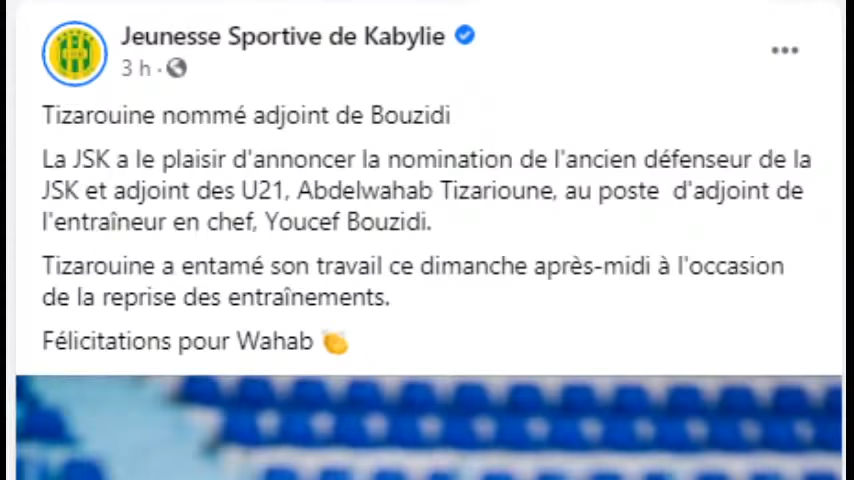 Jeunesse Sportive de Kabylie
3 h ·
Tizarouine nommé adjoint de Bouzidi
La JSK a le plaisir d'annoncer la nomination de l'ancien défenseur de la
JSK et adjoint des U21, Abdelwahab Tizarioune, au poste d'adjoint de
l'entraîneur en chef, Youcef Bouzidi.
Tizarouine a entamé son travail ce dimanche après-midi à l'occasion
de la reprise des entraînements.
Félicitations pour Wahab 👏